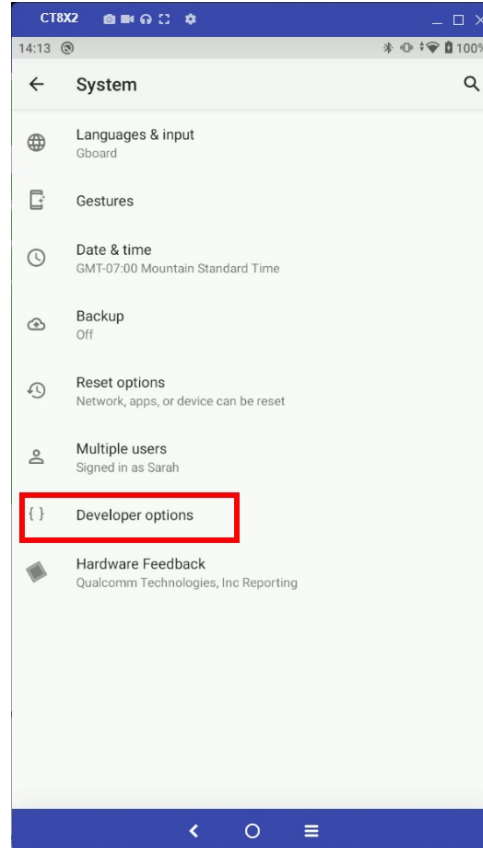 CT8X2
14:13
100%
System
Languages & input
Gboard
Gestures
Date & time
GMT-07:00 Mountain Standard Time
Backup
Off
Reset options
Network, apps, or device can be reset
Multiple users
Signed in as Sarah
{ } Developer options
Hardware Feedback
Qualcomm Technologies, Inc Reporting